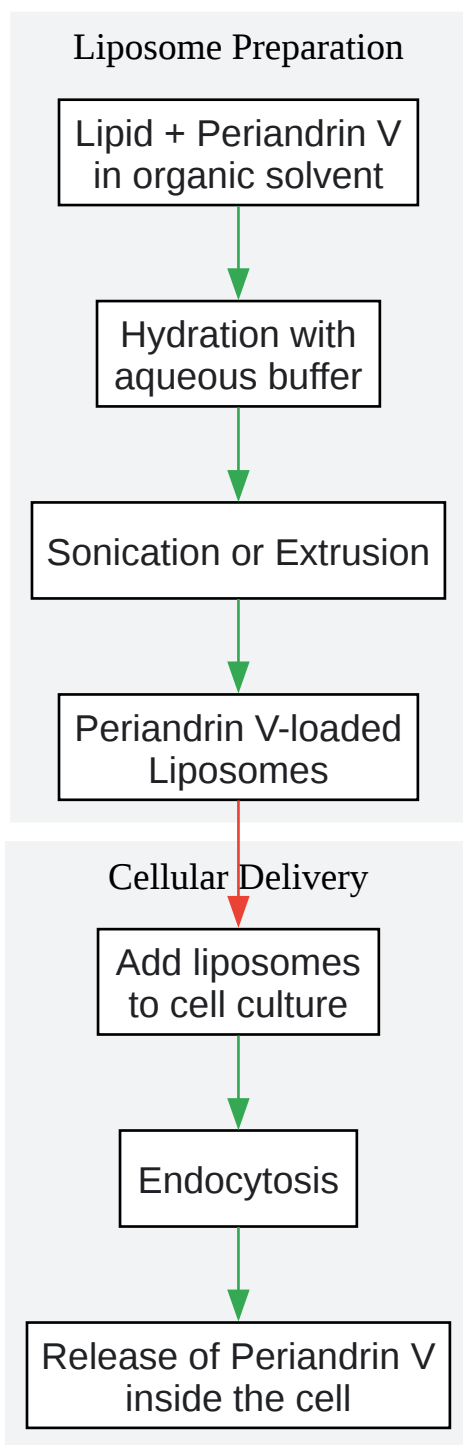 Liposome Preparation
Lipid + Periandrin V
in organic solvent
Hydration with
aqueous buffer
Sonication or Extrusion
Periandrin V-loaded
Liposomes
Cellular Delivery
Add liposomes
to cell culture
Endocytosis
Release of Periandrin V
inside the cell